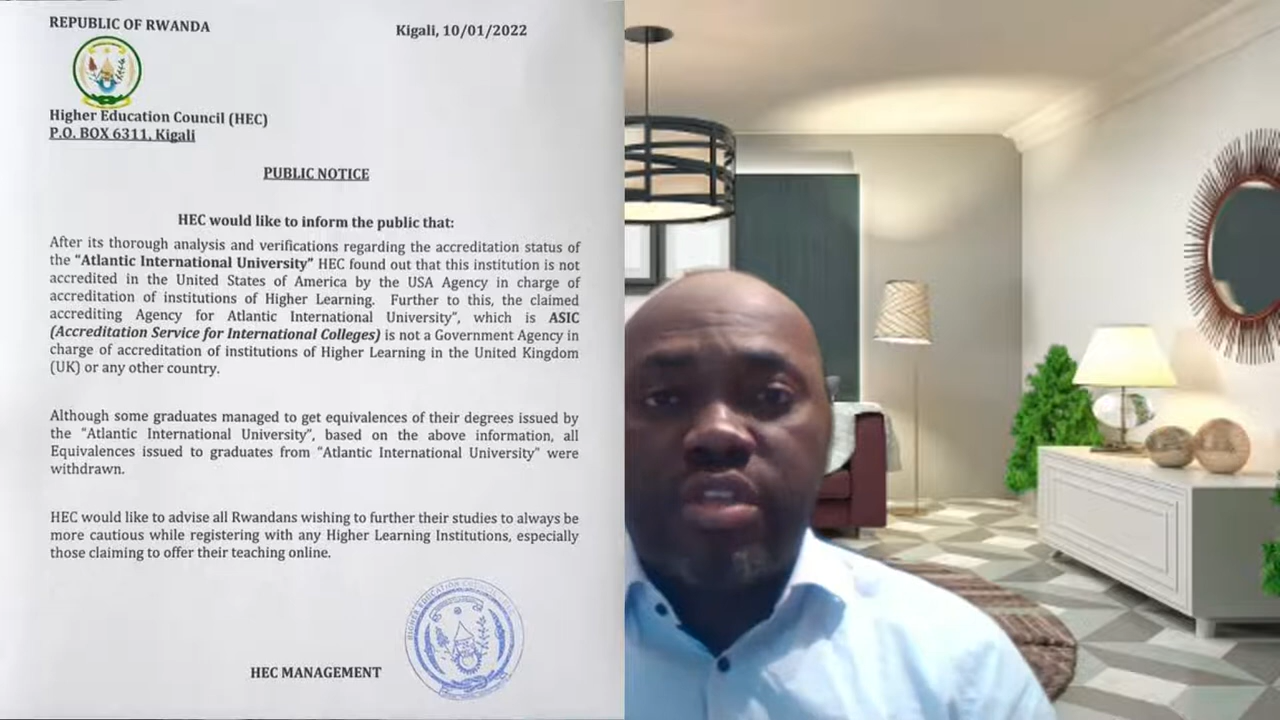 REPUBLIC OF RWANDA
Kigali, 10/01/2022
Higher Education Council (HEC)
P.O. BOX 6311, Kigali
PUBLIC NOTICE
HEC would like to inform the public that:
After its thorough analysis and verifications regarding the accreditation status of
the “Atlantic International University” HEC found out that this institution is not
accredited in the United States of America by the USA Agency in charge of
accreditation of institutions of Higher Learning. Further to this, the claimed
accrediting Agency for Atlantic International University”, which is ASIC
(Accreditation Service for International Colleges) is not a Government Agency in
charge of accreditation of institutions of Higher Learning in the United Kingdom
(UK) or any other country.
Although some graduates managed to get equivalences of their degrees issued by
the “Atlantic International University”, based on the above information, all
Equivalences issued to graduates from “Atlantic International University” were
withdrawn.
HEC would like to advise all Rwandans wishing to further their studies to always be
more cautious while registering with any Higher Learning Institutions, especially
those claiming to offer their teaching online.
HIGHER EDUCATION COUNCIL
HEC MANAGEMENT